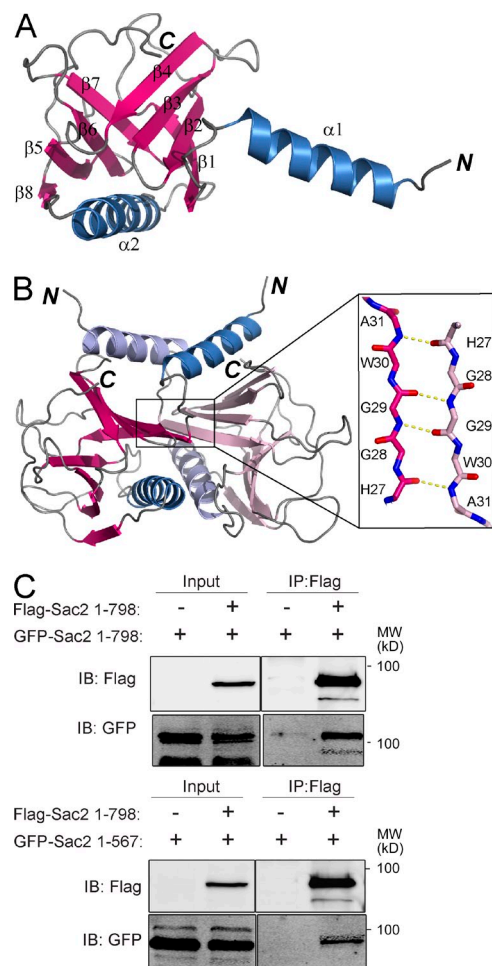 A
C
β4
β7
β3
β6
β2
α1
N
β5
β1
β8
α2
B
N
N
C
C
A31
W30
G29
G28
H27
H27
G28
G29
W30
A31
C
Input IP:Flag
Flag-Sac2 1-798: - + - +
GFP-Sac2 1-798: + + + +
MW
(kD)
IB: Flag
100
IB: GFP
100
Input IP:Flag
Flag-Sac2 1-798: - + - +
GFP-Sac2 1-567: + + + +
MW
(kD)
IB: Flag
100
IB: GFP
100